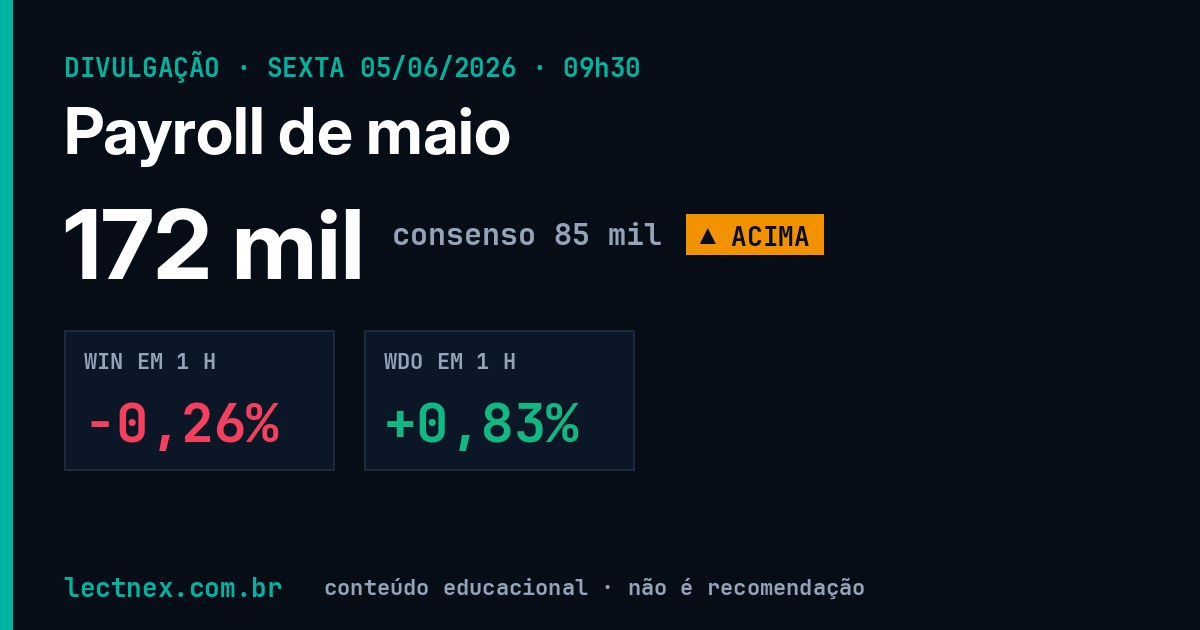 DIVULGAÇÃO · SEXTA 05/06/2026 · 09h30
Payroll de maio
172 mil consenso 85 mil ▲ ACIMA
WIN EM 1 H
-0,26%
WDO EM 1 H
+0,83%
lectnex.com.br conteúdo educacional · não é recomendação